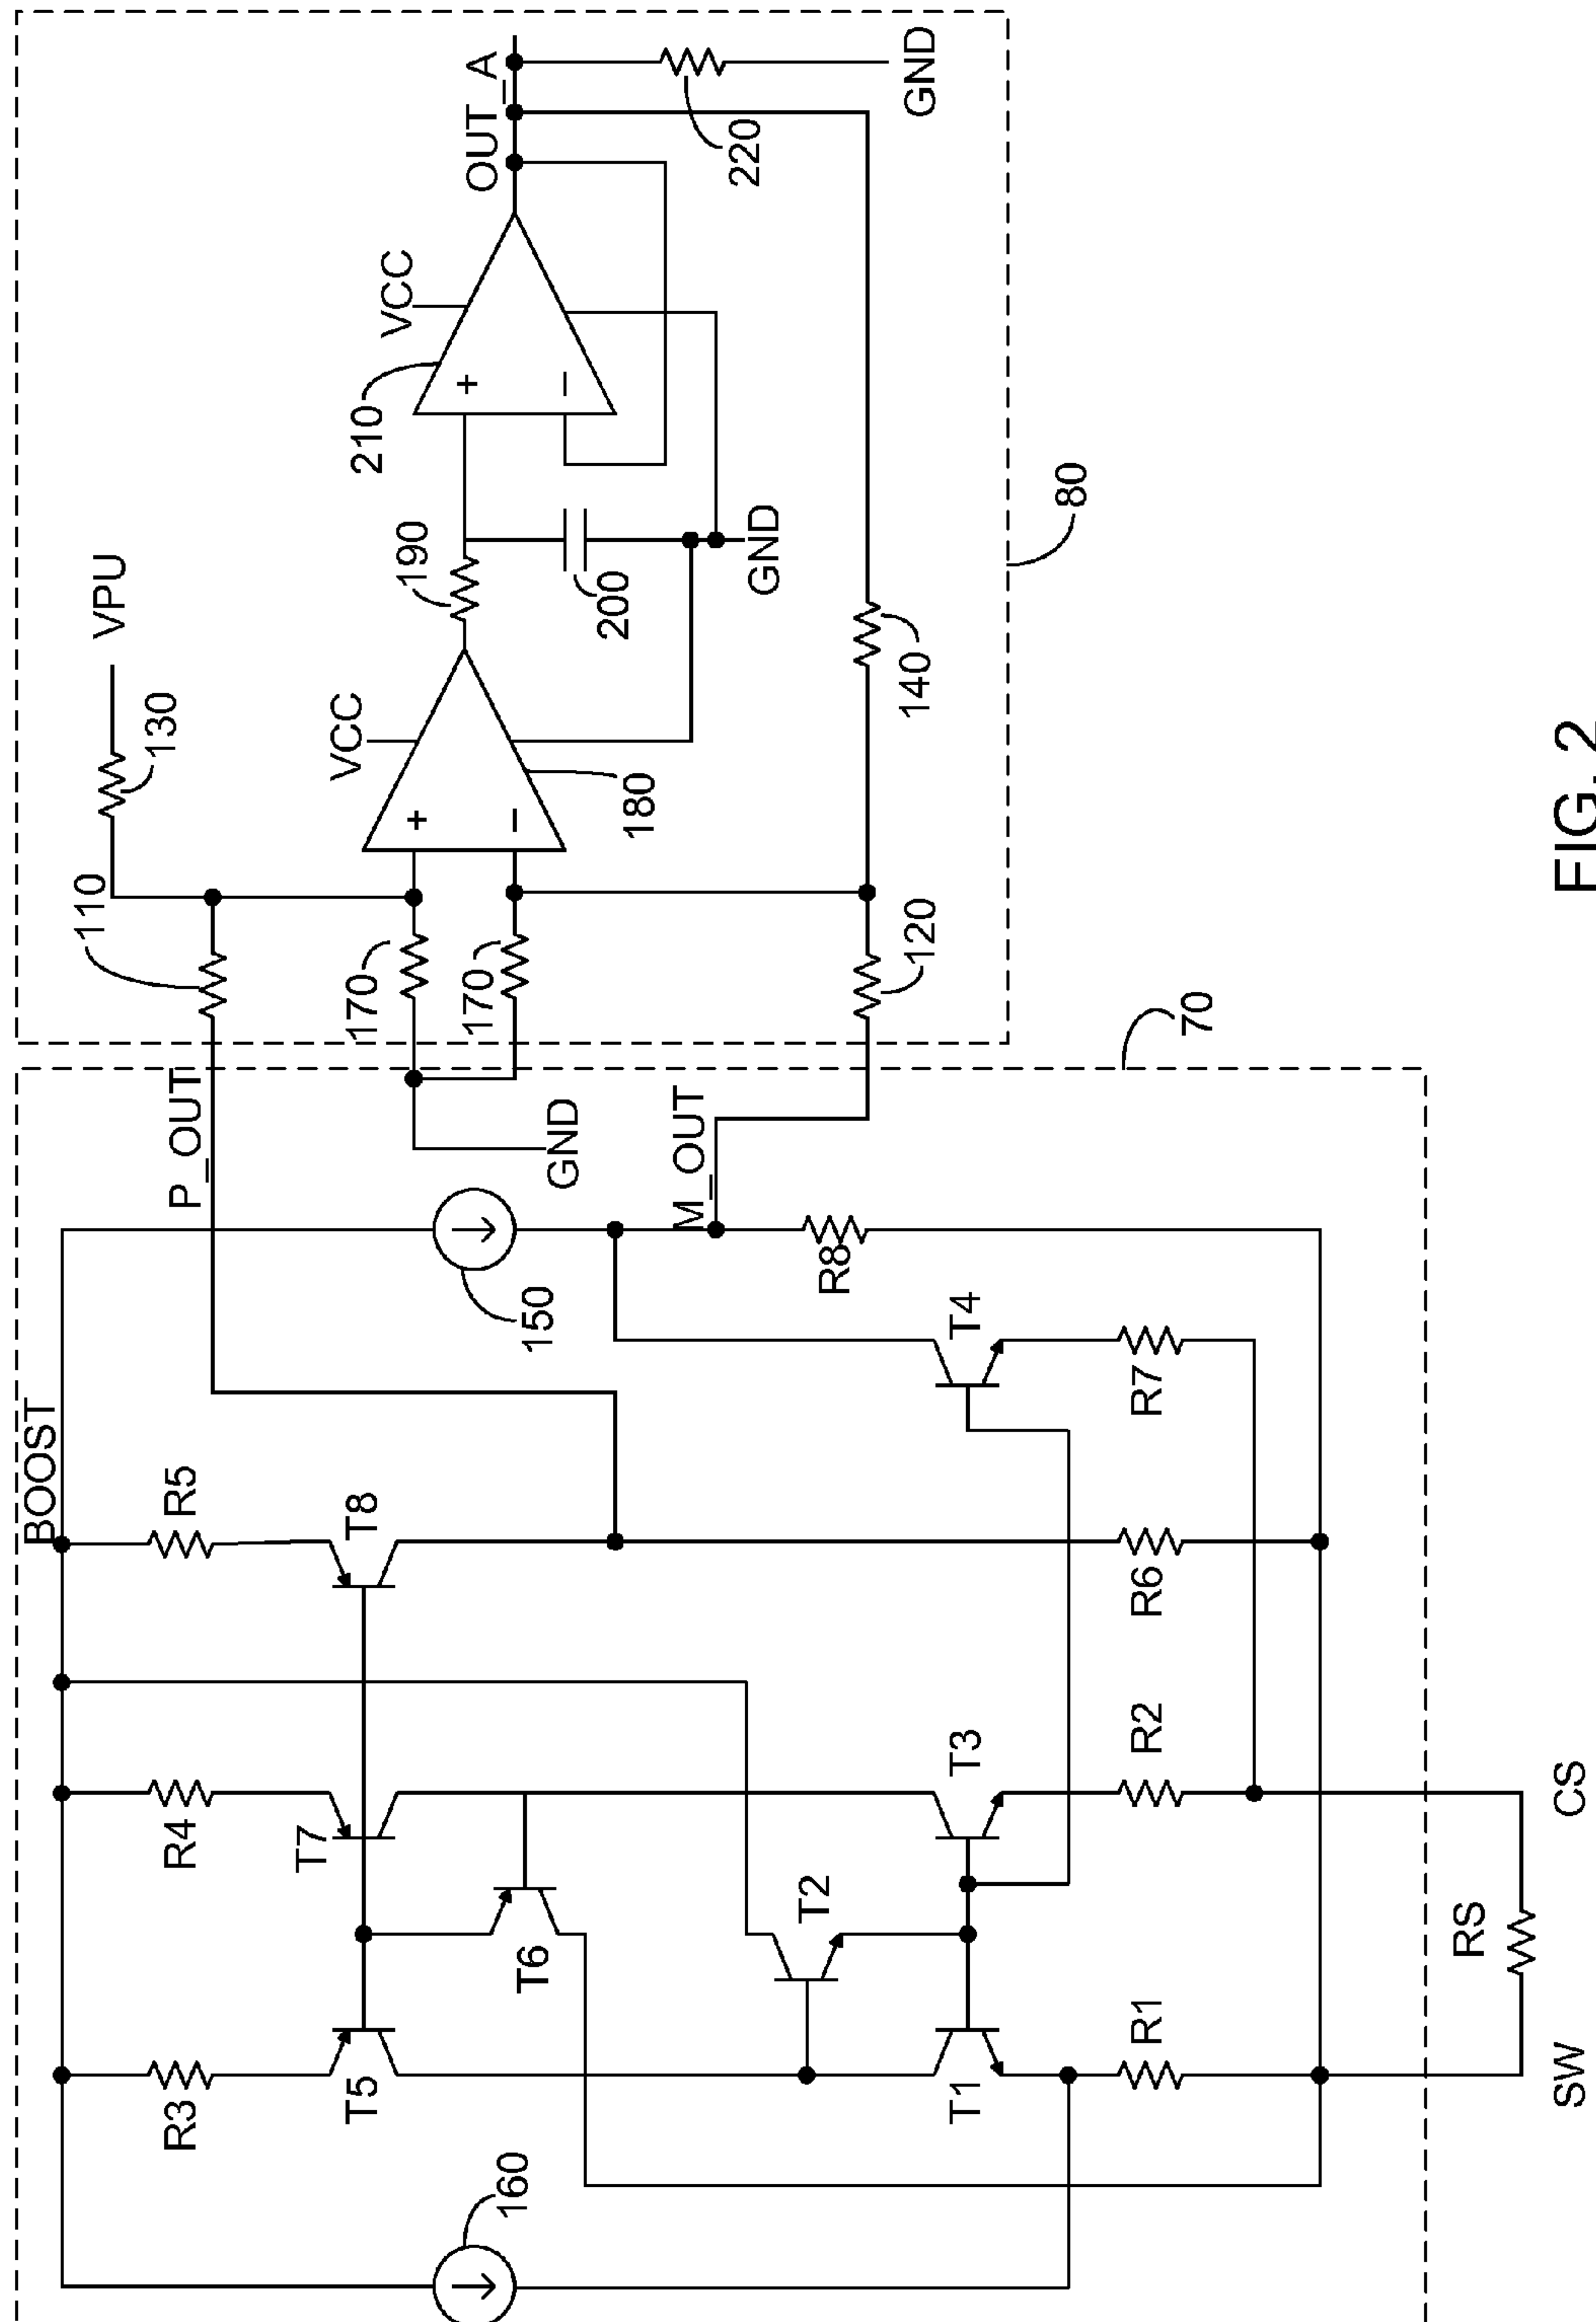 BOOST
R3
R4
R5
P_OUT
110
130
VPU
T5
T7
T8
160
T6
150
170
170
GND
VCC
+
−
180
190
200
GND
210
VCC
+
−
OUT_A
220
GND
T2
M_OUT
T1
T3
T4
R8
120
140
80
R1
R2
R6
R7
70
RS
SW
CS
FIG. 2